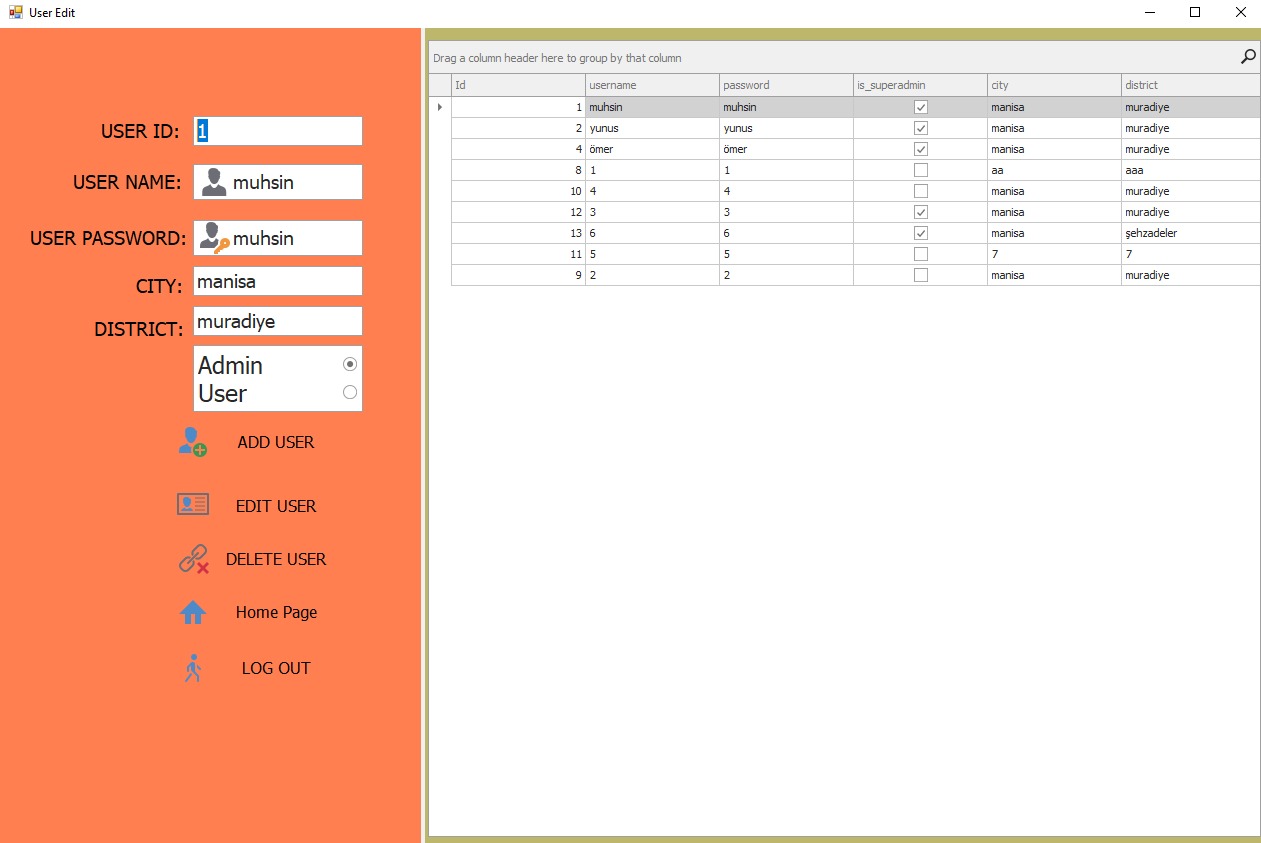 User Edit
USER ID: 1
USER NAME: muhsin
USER PASSWORD: muhsin
CITY: manisa
DISTRICT: muradiye
Admin
User
ADD USER
EDIT USER
DELETE USER
Home Page
LOG OUT
Drag a column header here to group by that column
Id username password is_superadmin city district
1 muhsin muhsin manisa muradiye
2 yunus yunus manisa muradiye
4 ömer ömer manisa muradiye
8 1 1 aa aaa
10 4 4 manisa muradiye
12 3 3 manisa muradiye
13 6 6 manisa şehzadeler
11 5 5 7 7
9 2 2 manisa muradiye